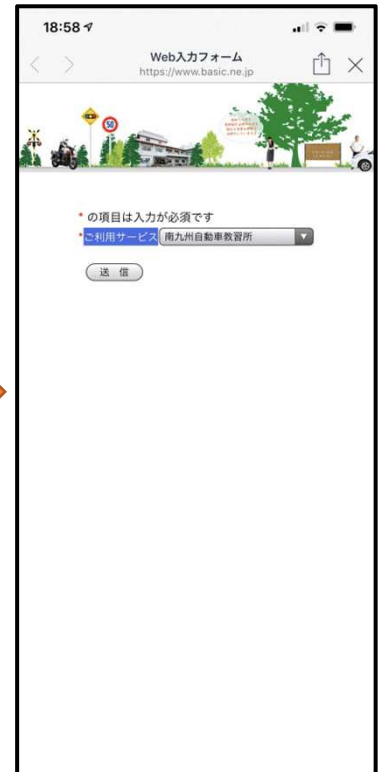 18:58
Web入力フォーム
https://www.basic.ne.jp
50
* の項目は入力が必須です
*ご利用サービス 南九州自動車教習所
送 信